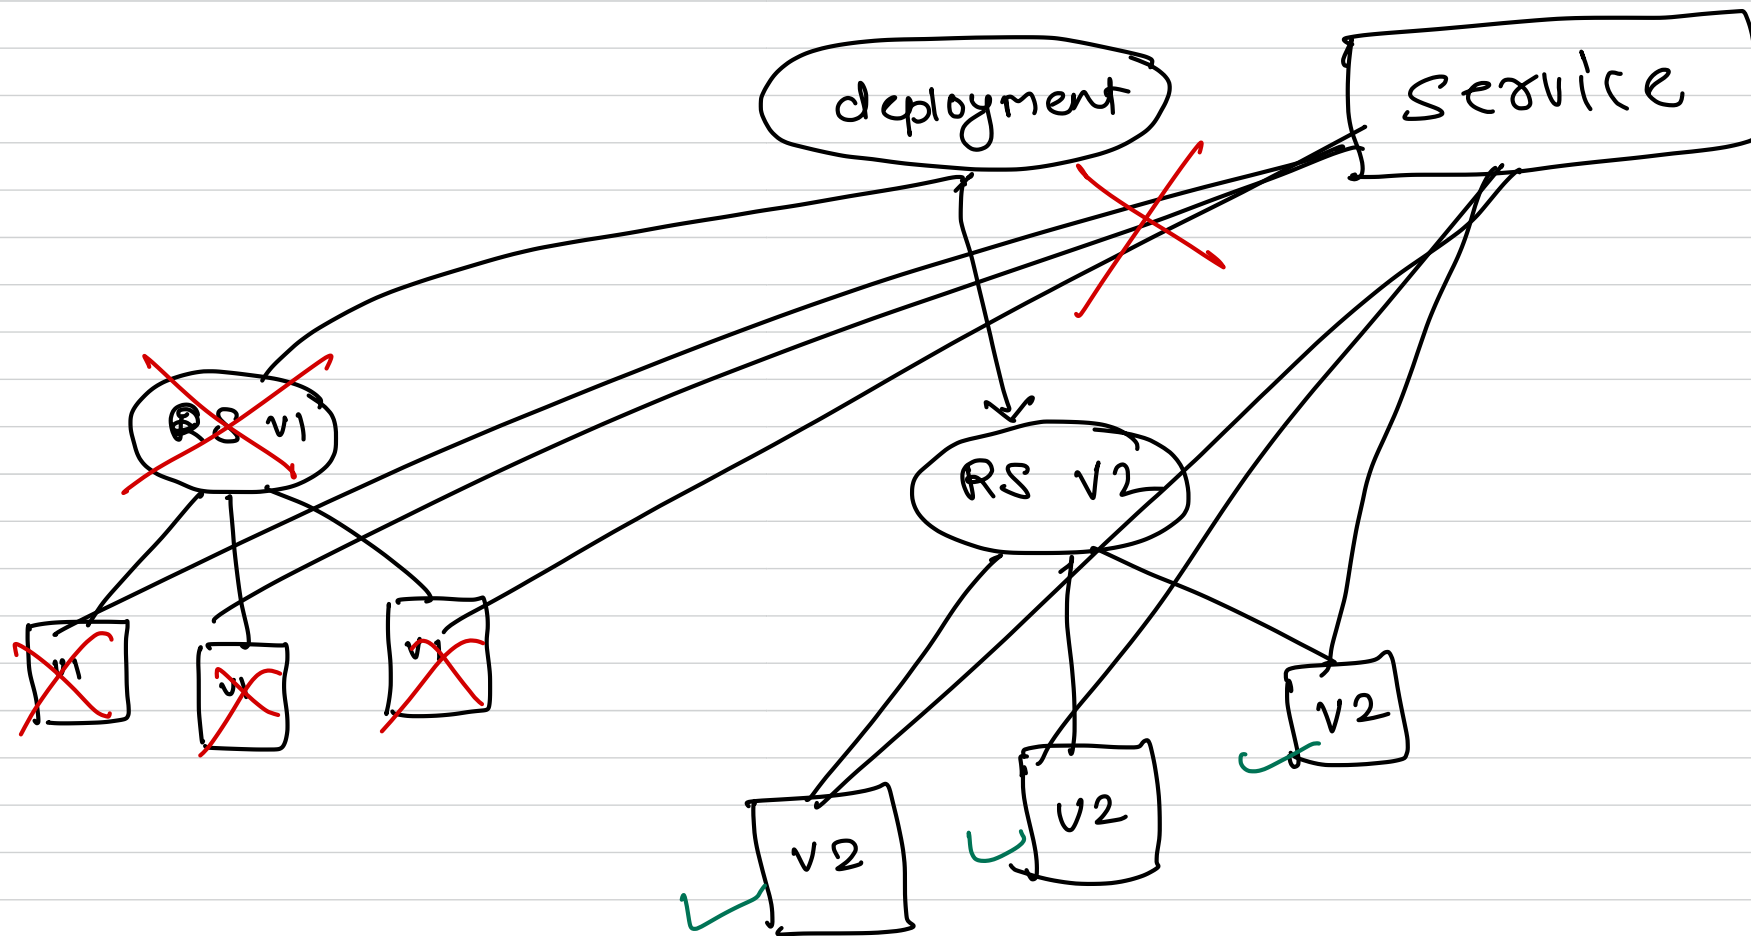 deployment
service
RS V1
RS V2
V1
V1
V1
V2
V2
V2